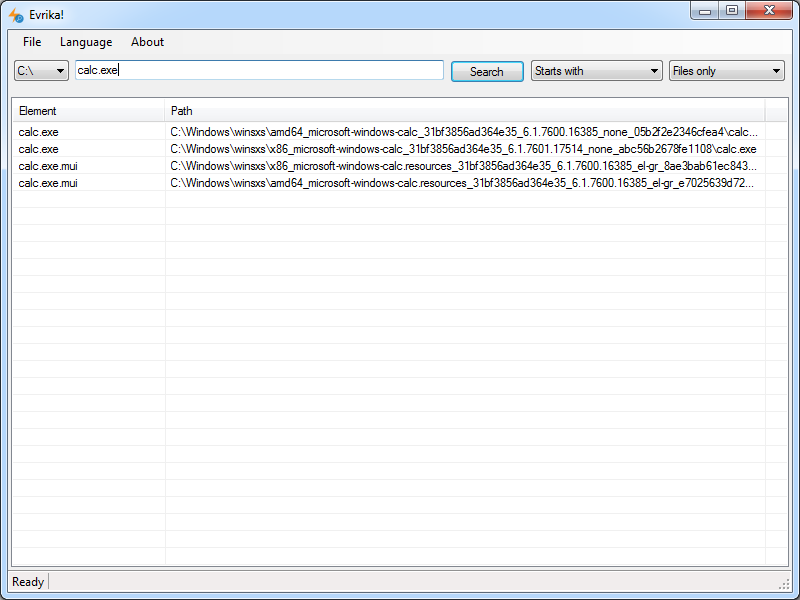 Evrika!
File Language About
C:\ calc.exe Search Starts with Files only
Element Path
calc.exe C:\Windows\winsxs\amd64_microsoft-windows-calc_31bf3856ad364e35_6.1.7600.16385_none_05b2f2e2346cfea4\calc...
calc.exe C:\Windows\winsxs\x86_microsoft-windows-calc_31bf3856ad364e35_6.1.7601.17514_none_abc56b2678fe1108\calc.exe
calc.exe.mui C:\Windows\winsxs\x86_microsoft-windows-calc.resources_31bf3856ad364e35_6.1.7600.16385_el-gr_8ae3bab61ec843...
calc.exe.mui C:\Windows\winsxs\amd64_microsoft-windows-calc.resources_31bf3856ad364e35_6.1.7600.16385_el-gr_e7025639d72...
Ready